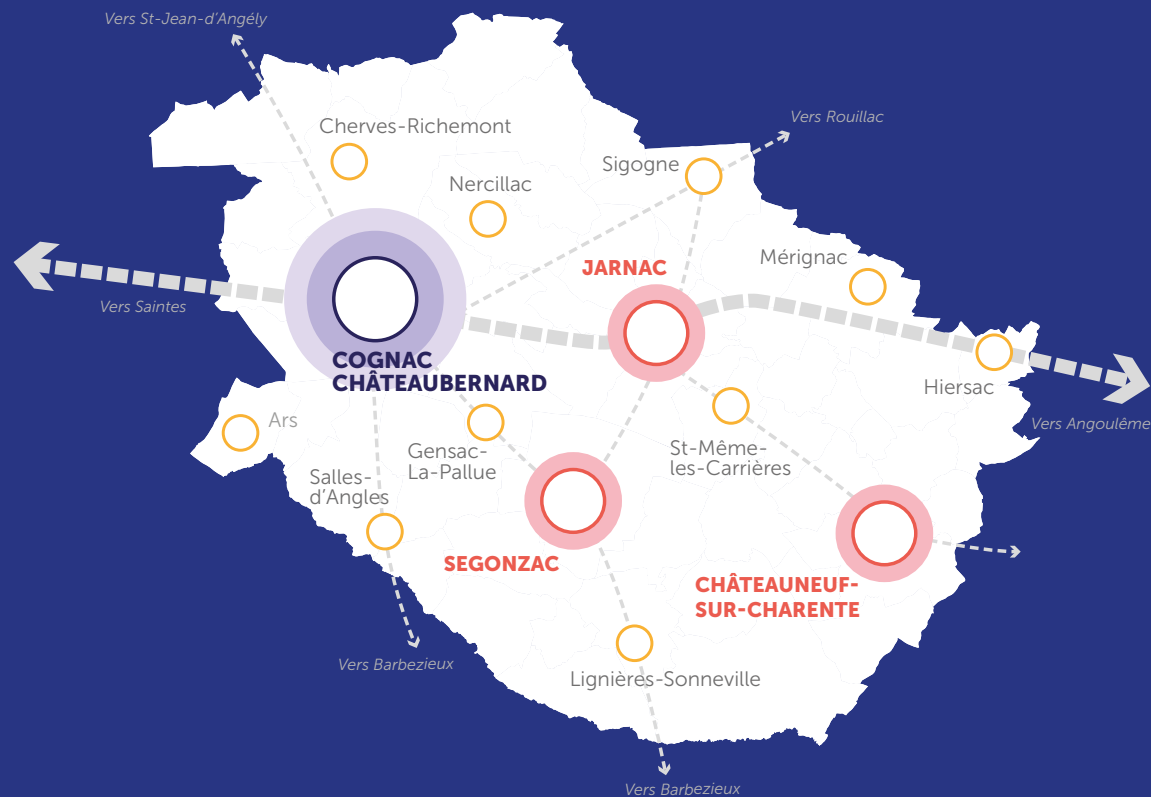 Vers St-Jean-d'Angély
Vers Rouillac
Cherves-Richemont
Sigogne
Nercillac
Mérignac
JARNAC
Vers Saintes
COGNAC
CHÂTEAUBERNARD
Hiersac
Vers Angoulême
Ars
Gensac-
La-Pallue
St-Même-
les-Carrières
Salles-
d'Angles
SEGONZAC
CHÂTEAUNEUF-
SUR-CHARENTE
Vers Barbezieux
Lignières-Sonneville
Vers Barbezieux